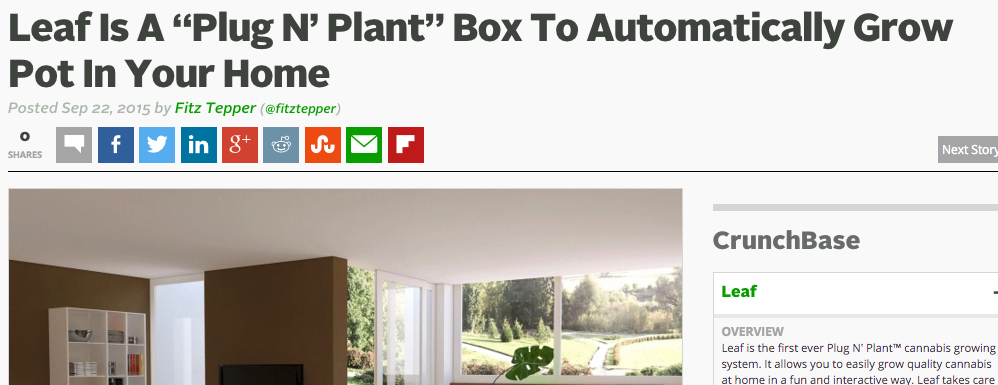 Leaf Is A “Plug N’ Plant” Box To Automatically Grow
Pot In Your Home
Posted Sep 22, 2015 by Fitz Tepper (@fitztepper)
0
SHARES
f
in
g+
Next Story
CrunchBase
Leaf
-
OVERVIEW
Leaf is the first ever Plug N' Plant™ cannabis growing
system. It allows you to easily grow quality cannabis
at home in a fun and interactive way. Leaf takes care